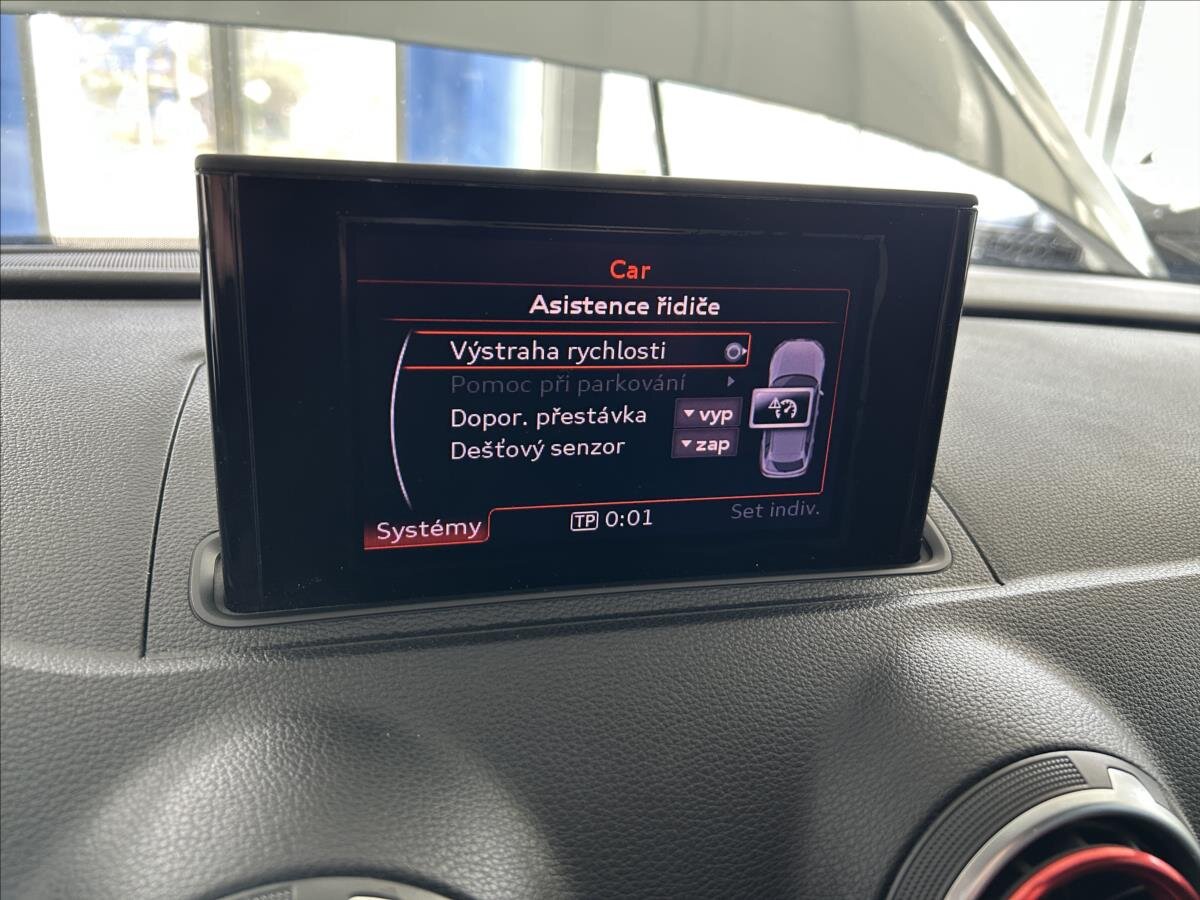 Car
Asistence řidiče
Výstraha rychlosti
Pomoc při parkování
Dopor. přestávka vyp
Dešťový senzor zap
Systémy TP 0:01 Set indiv.